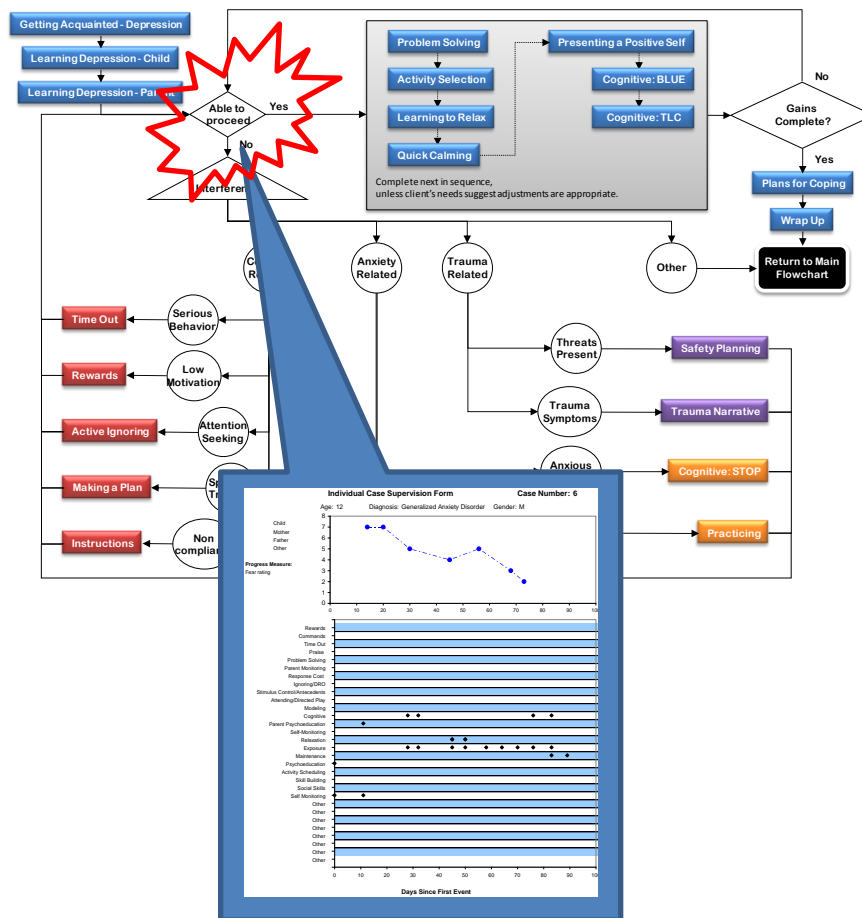 Getting Acquainted - Depression
Learning Depression - Child
Learning Depression - Parent
Able to
proceed
Yes
No
Interference
Problem Solving
Activity Selection
Learning to Relax
Quick Calming
Presenting a Positive Self
Cognitive: BLUE
Cognitive: TLC
Complete next in sequence,
unless client's needs suggest adjustments are appropriate.
No
Gains
Complete?
Yes
Plans for Coping
Wrap Up
Return to Main
Flowchart
Anxiety
Related
Trauma
Related
Other
Time Out
Serious
Behavior
Rewards
Low
Motivation
Active Ignoring
Attention
Seeking
Making a Plan
Instructions
Non
Threats
Present
Safety Planning
Trauma
Symptoms
Trauma Narrative
Anxious
Cognitive: STOP
Practicing
Individual Case Supervision Form
Case Number: 6
Age: 12 Diagnosis: Generalized Anxiety Disorder Gender: M
Child
Mother
Father
Other
Progress Measure:
Fear rating
8
7
6
5
4
3
2
1
0
0 10 20 30 40 50 60 70 80 90 100
Rewards
Commands
Time Out
Praise
Problem Solving
Parent Monitoring
Response Cost
Ignoring/DRO
Stimulus Control/Antecedents
Attending/Directed Play
Modeling
Cognitive
Parent Psychoeducation
Self-Monitoring
Relaxation
Exposure
Maintenence
Psychoeducation
Activity Scheduling
Skill Building
Social Skills
Self Monitoring
Other
Other
Other
Other
Other
Other
Other
Other
0 10 20 30 40 50 60 70 80 90 100
Days Since First Event